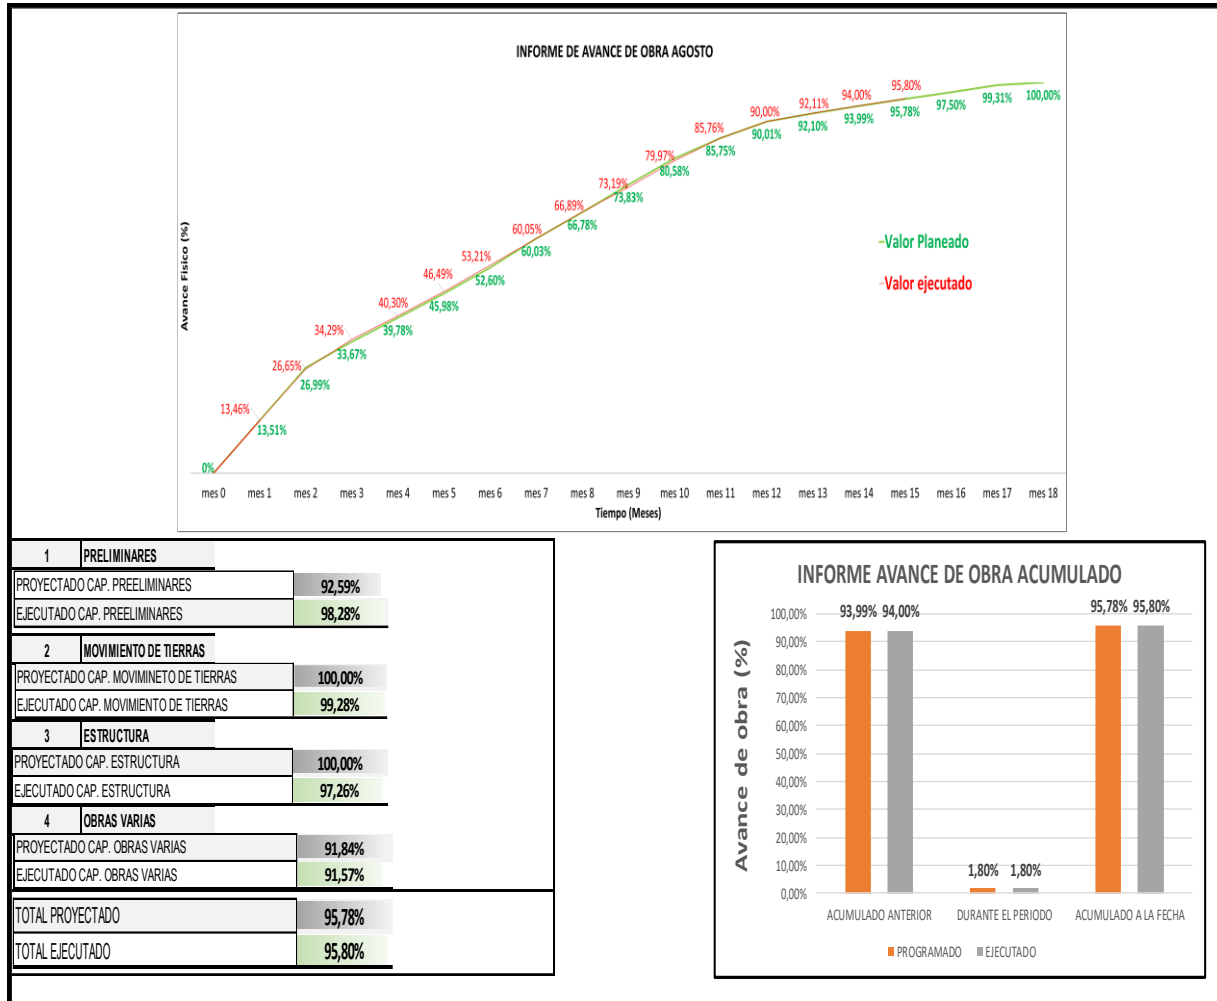 INFORME DE AVANCE DE OBRA AGOSTO
Avance Fisico (%)
0%
13,46%
13,51%
26,65%
26,99%
34,29%
33,67%
40,30%
39,78%
46,49%
45,98%
53,21%
52,60%
60,05%
60,03%
66,89%
66,78%
73,19%
73,83%
79,97%
80,58%
85,76%
85,75%
90,00%
90,01%
92,11%
92,10%
94,00%
93,99%
95,80%
95,78%
97,50%
99,31%
100,00%
Valor Planeado
Valor ejecutado
mes 0 mes 1 mes 2 mes 3 mes 4 mes 5 mes 6 mes 7 mes 8 mes 9 mes 10 mes 11 mes 12 mes 13 mes 14 mes 15 mes 16 mes 17 mes 18
Tiempo (Meses)
1 PRELIMINARES
PROYECTADO CAP. PREELIMINARES 92,59%
EJECUTADO CAP. PREELIMINARES 98,28%
2 MOVIMIENTO DE TIERRAS
PROYECTADO CAP. MOVIMINETO DE TIERRAS 100,00%
EJECUTADO CAP. MOVIMIENTO DE TIERRAS 99,28%
3 ESTRUCTURA
PROYECTADO CAP. ESTRUCTURA 100,00%
EJECUTADO CAP. ESTRUCTURA 97,26%
4 OBRAS VARIAS
PROYECTADO CAP. OBRAS VARIAS 91,84%
EJECUTADO CAP. OBRAS VARIAS 91,57%
TOTAL PROYECTADO 95,78%
TOTAL EJECUTADO 95,80%
INFORME AVANCE DE OBRA ACUMULADO
Avance de obra (%)
100,00%
90,00%
80,00%
70,00%
60,00%
50,00%
40,00%
30,00%
20,00%
10,00%
0,00%
93,99% 94,00%
1,80% 1,80%
95,78% 95,80%
ACUMULADO ANTERIOR DURANTE EL PERIODO ACUMULADO A LA FECHA
PROGRAMADO EJECUTADO